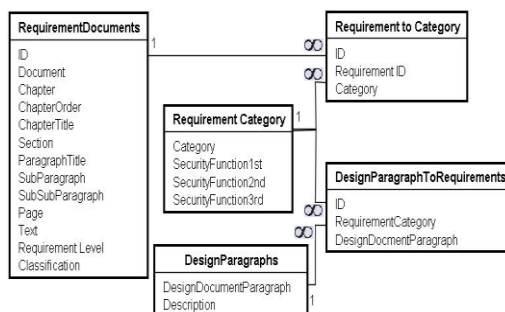 RequirementDocuments
ID
Document
Chapter
ChapterOrder
ChapterTitle
Section
ParagraphTitle
SubParagraph
SubSubParagraph
Page
Text
Requirement Level
Classification
1
∞
Requirement to Category
ID
Requirement ID
Category
∞
Requirement Category
1
Category
SecurityFunction1st
SecurityFunction2nd
SecurityFunction3rd
DesignParagraphToRequirements
ID
RequirementCategory
DesignDocmentParagraph
∞
∞
DesignParagraphs
DesignDocumentParagraph
Description
1